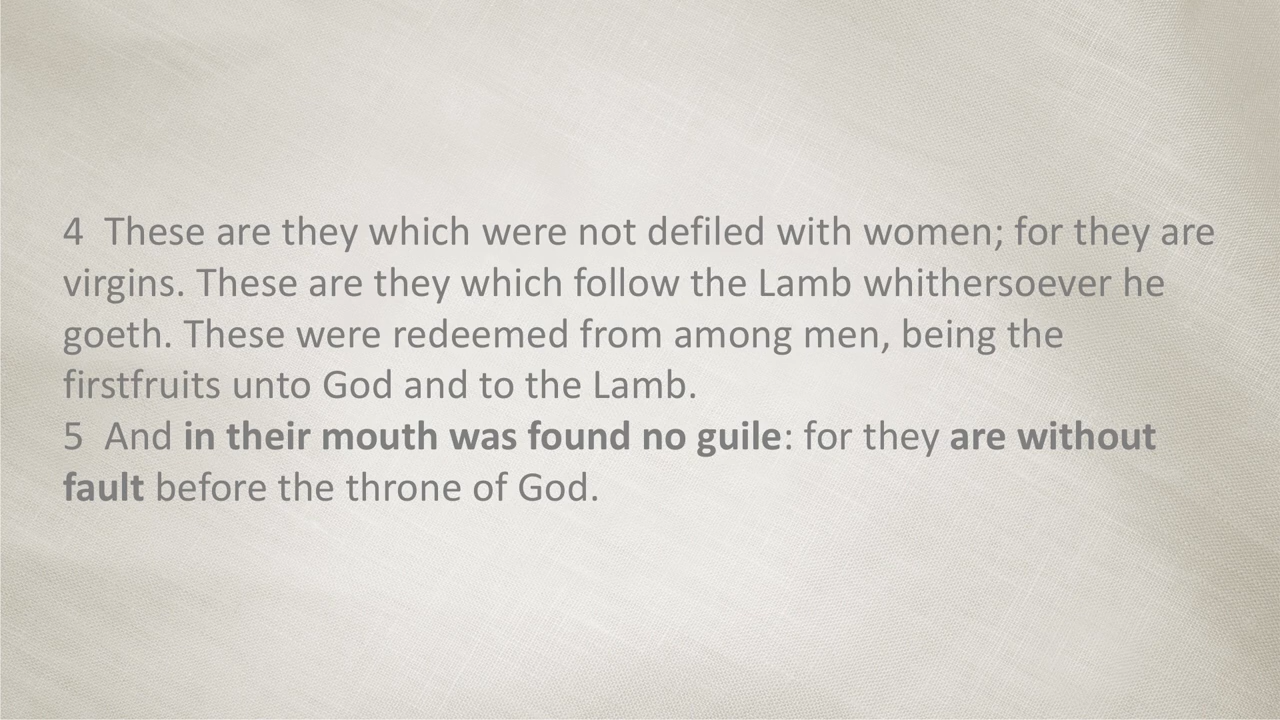 4  These are they which were not defiled with women; for they are
virgins. These are they which follow the Lamb whithersoever he
goeth. These were redeemed from among men, being the
firstfruits unto God and to the Lamb.
5  And in their mouth was found no guile: for they are without
fault before the throne of God.